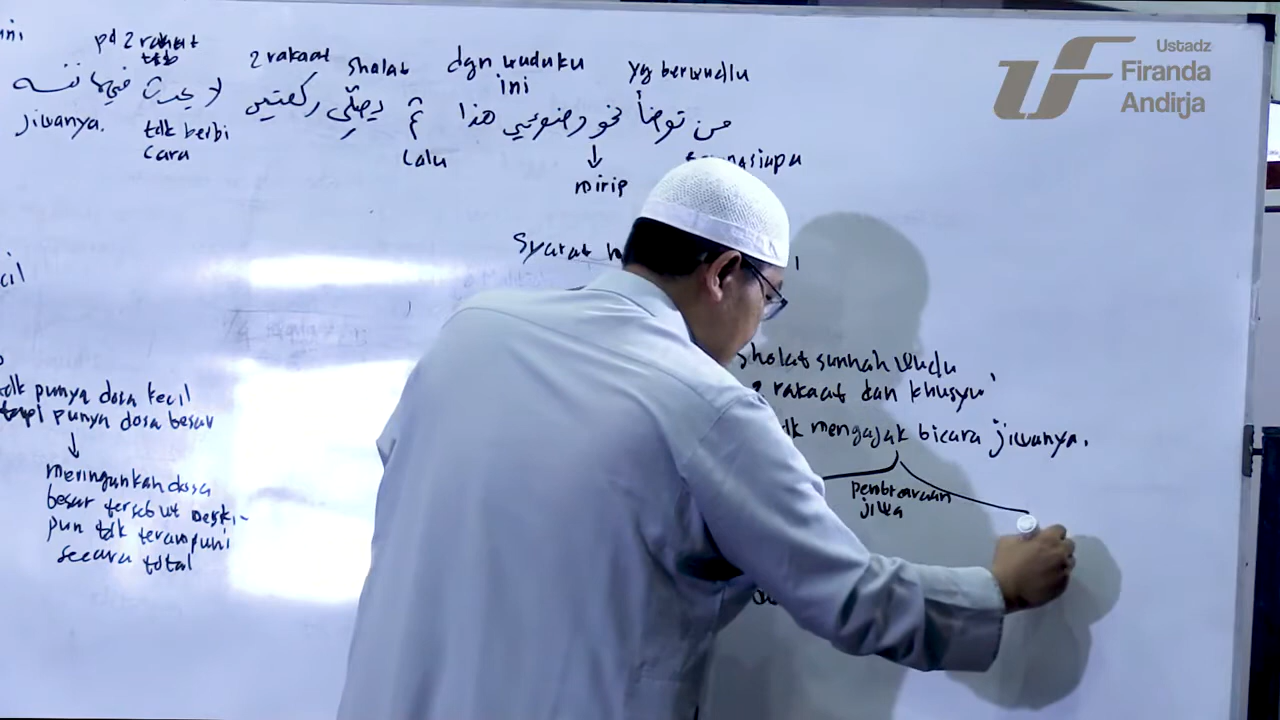 Ustadz
Firanda
Andirja
yg berwudlu
dgn wuduku
ini
shalat
2 rakaat
pd 2 rakaat
tsb
من توضأ نحو وضوئي هذا ثم يصلّي ركعتين لا يحدث فيهما نفسه
mirip
lalu
tdk berbi
cara
jiwanya.
Syarat
sholat sunnah wudu
2 rakaat dan khusyu'
mengajak bicara jiwanya.
pembicaraan
jiwa
tdk punya dosa kecil
tapi punya dosa besar
meringankan dosa
besar tersebut meski-
pun tdk terampuni
secara total